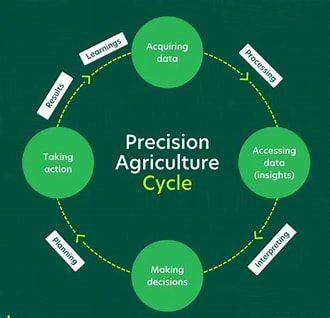 Acquiring
data
Learnings
Processing
Results
Precision
Agriculture
Cycle
Taking
action
Accessing
data
(insights)
Planning
Interpreting
Making
decisions